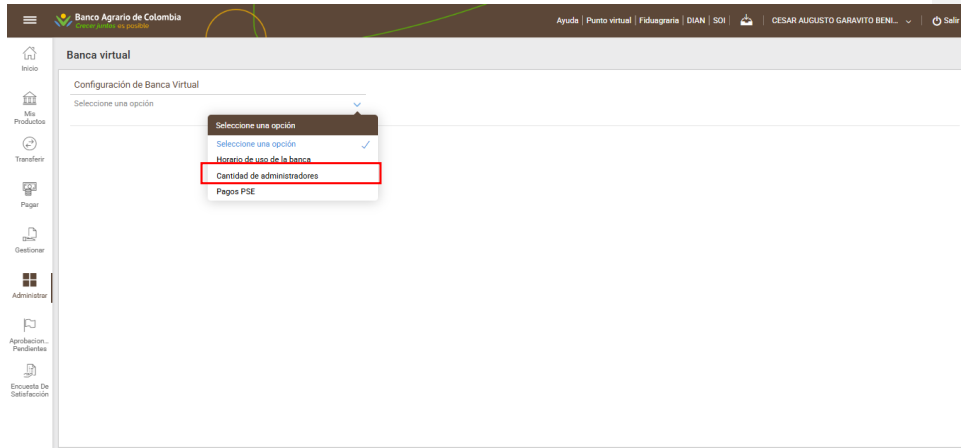 Banco Agrario de Colombia
Crecer juntos es posible
Ayuda | Punto virtual | Fiduagraria | DIAN | SOI | CESAR AUGUSTO GARAVITO BENI... | Salir
Inicio
Mis
Productos
Transferir
Pagar
Gestionar
Administrar
Aprobacion...
Pendientes
Encuesta De
Satisfacción
Banca virtual
Configuración de Banca Virtual
Seleccione una opción
Seleccione una opción
Seleccione una opción
Horario de uso de la banca
Cantidad de administradores
Pagos PSE